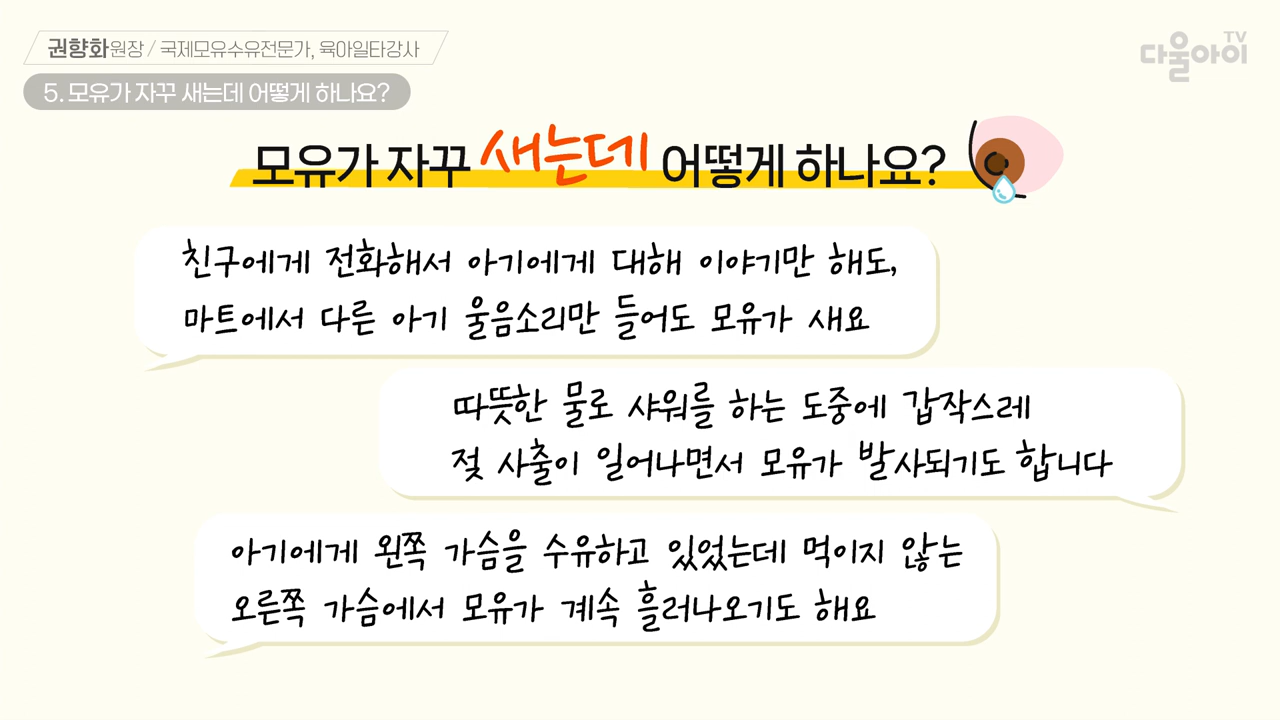 권향화원장 / 국제모유수유전문가, 육아일타강사
다울아이 TV
5. 모유가 자꾸 새는데 어떻게 하나요?
모유가 자꾸 새는데 어떻게 하나요?
친구에게 전화해서 아기에게 대해 이야기만 해도,
마트에서 다른 아기 울음소리만 들어도 모유가 새요
따뜻한 물로 샤워를 하는 도중에 갑작스레
젖 사출이 일어나면서 모유가 발사되기도 합니다
아기에게 왼쪽 가슴을 수유하고 있었는데 먹이지 않는
오른쪽 가슴에서 모유가 계속 흘러나오기도 해요